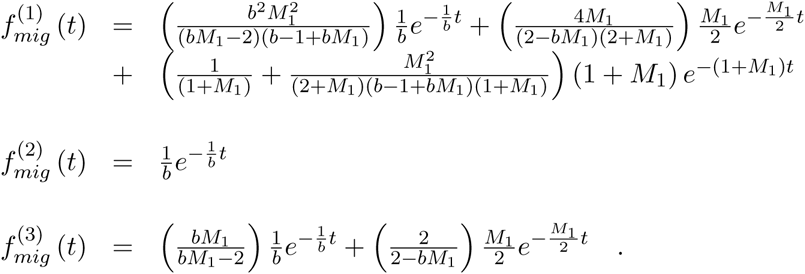 $f_{mig}^{(1)}(t) = \left(\frac{b^2 M_1^2}{(bM_1-2)(b-1+bM_1)}\right) \frac{1}{b} e^{-\frac{1}{b}t} + \left(\frac{4M_1}{(2-bM_1)(2+M_1)}\right) \frac{M_1}{2} e^{-\frac{M_1}{2}t}$
$+ \left(\frac{1}{(1+M_1)} + \frac{M_1^2}{(2+M_1)(b-1+bM_1)(1+M_1)}\right) (1+M_1) e^{-(1+M_1)t}$
$f_{mig}^{(2)}(t) = \frac{1}{b} e^{-\frac{1}{b}t}$
$f_{mig}^{(3)}(t) = \left(\frac{bM_1}{bM_1-2}\right) \frac{1}{b} e^{-\frac{1}{b}t} + \left(\frac{2}{2-bM_1}\right) \frac{M_1}{2} e^{-\frac{M_1}{2}t} \quad .$